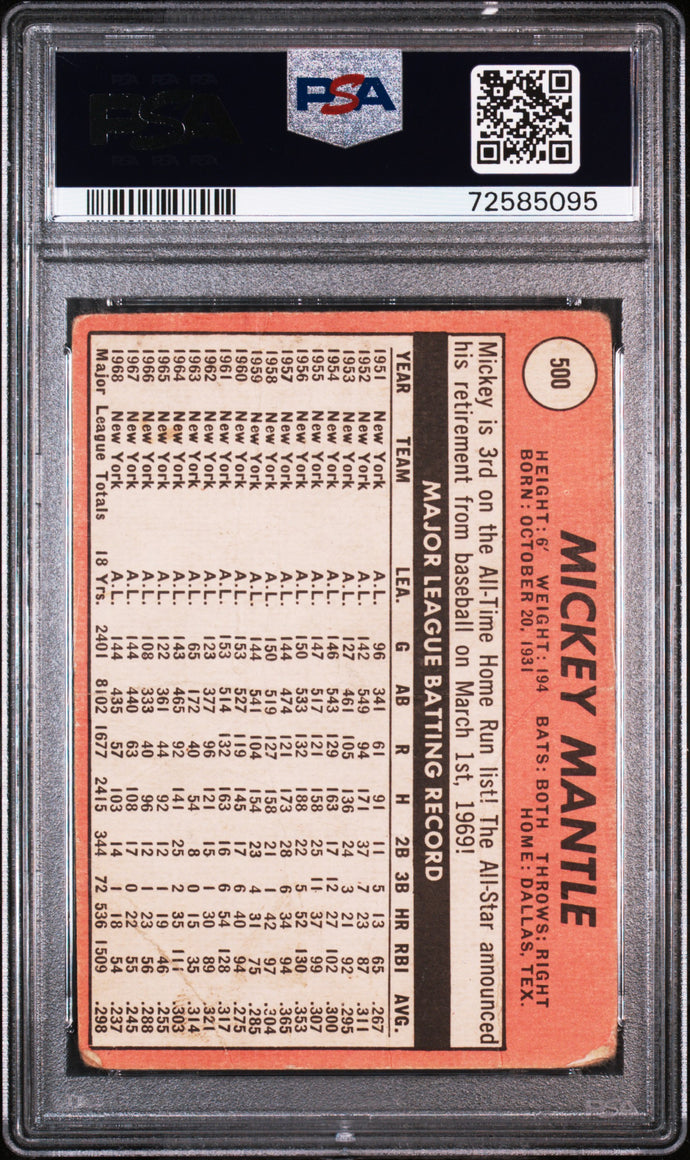 PSA
PSA PSA PSA
PSA
PSA PSA PSA
72585095
500
MICKEY MANTLE
HEIGHT: 6' WEIGHT: 194 BATS: BOTH THROWS: RIGHT
BORN: OCTOBER 20, 1931 HOME: DALLAS, TEX.
Mickey is 3rd on the All-Time Home Run list! The All-Star announced
his retirement from baseball on March 1st, 1969!
MAJOR LEAGUE BATTING RECORD
YEAR TEAM LEA. G AB R H 2B 3B HR RBI AVG.
1951 New York A.L. 96 341 61 91 11 5 13 65 .267
1952 New York A.L. 142 549 94 171 37 7 23 87 .311
1953 New York A.L. 127 461 105 136 24 3 21 92 .295
1954 New York A.L. 146 543 129 163 17 12 27 102 .300
1955 New York A.L. 147 517 121 158 25 11 37 99 .307
1956 New York A.L. 150 533 132 188 22 5 52 130 .353
1957 New York A.L. 144 474 121 173 28 6 34 94 .365
1958 New York A.L. 150 519 127 158 21 1 42 97 .304
1959 New York A.L. 144 541 104 154 23 4 31 75 .285
1960 New York A.L. 153 527 119 145 17 6 40 94 .275
1961 New York A.L. 153 514 132 163 16 6 54 128 .317
1962 New York A.L. 123 377 96 121 15 1 30 89 .321
1963 New York A.L. 65 172 40 54 8 0 15 35 .314
1964 New York A.L. 143 465 92 141 25 2 35 111 .303
1965 New York A.L. 122 361 44 92 12 1 19 46 .255
1966 New York A.L. 108 333 40 96 12 1 23 56 .288
1967 New York A.L. 144 440 63 108 17 0 22 55 .245
1968 New York A.L. 144 435 57 103 14 1 18 54 .237
Major League Totals 18 Yrs. 2401 8102 1677 2415 344 72 536 1509 .298